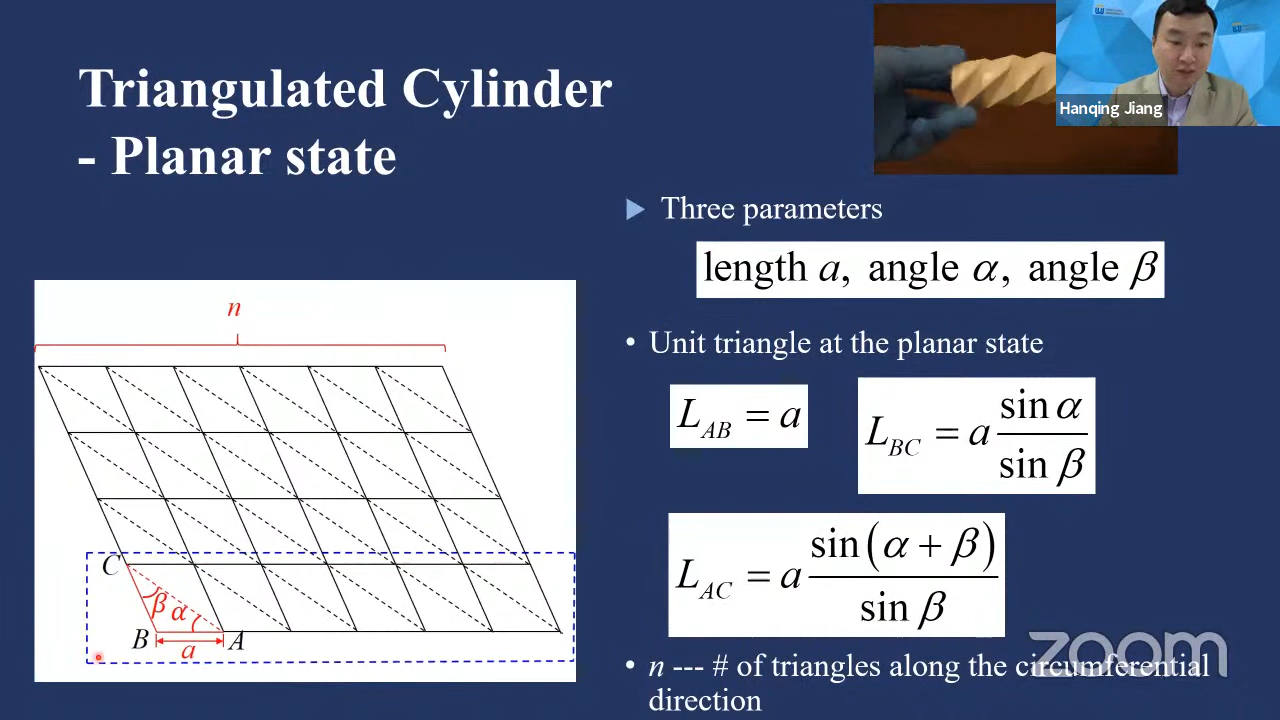 Triangulated Cylinder
- Planar state
Hanqing Jiang
▶ Three parameters
length a, angle α, angle β
• Unit triangle at the planar state
L_AB = a
L_BC = a sin α / sin β
L_AC = a sin(α + β) / sin β
• n --- # of triangles along the circumferential
direction
n
C
β α
B
A
a
zoom